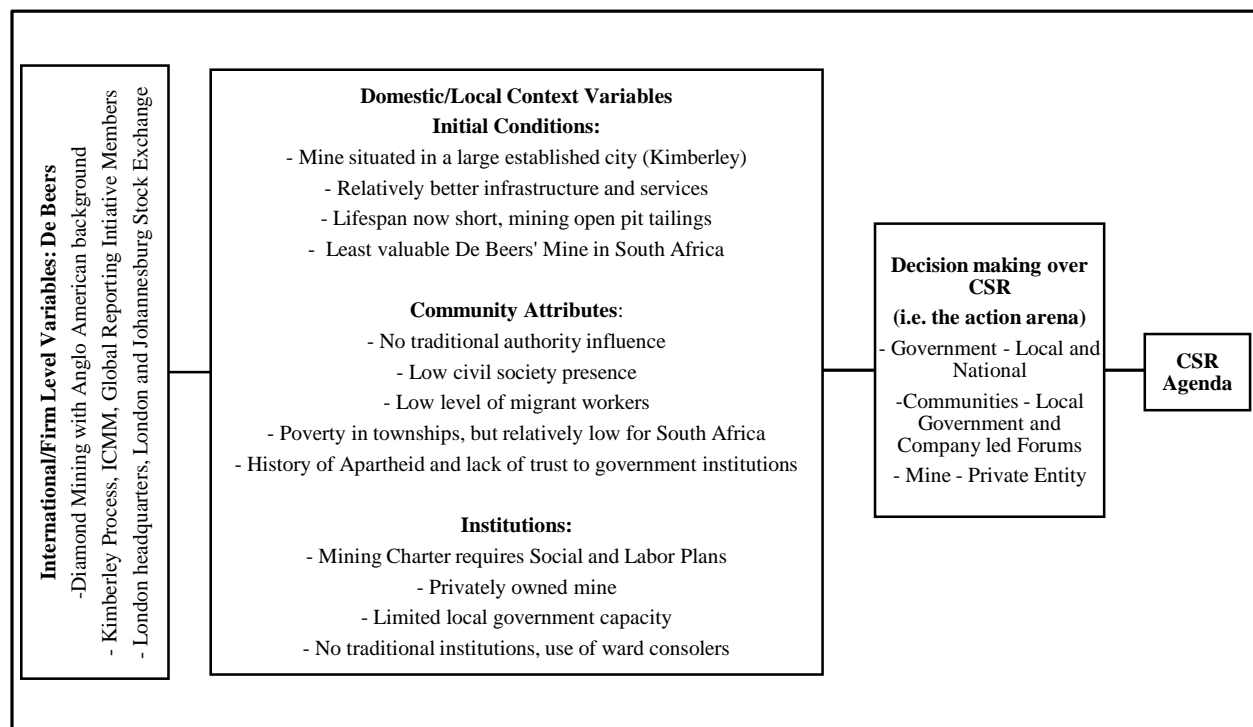 International/Firm Level Variables: De Beers
-Diamond Mining with Anglo American background
- Kimberley Process, ICMM, Global Reporting Intiative Members
- London headquarters, London and Johannesburg Stock Exchange
Domestic/Local Context Variables
Initial Conditions:
- Mine situated in a large established city (Kimberley)
- Relatively better infrastructure and services
- Lifespan now short, mining open pit tailings
- Least valuable De Beers' Mine in South Africa
Community Attributes:
- No traditional authority influence
- Low civil society presence
- Low level of migrant workers
- Poverty in townships, but relatively low for South Africa
- History of Apartheid and lack of trust to government institutions
Institutions:
- Mining Charter requires Social and Labor Plans
- Privately owned mine
- Limited local government capacity
- No traditional institutions, use of ward consolers
Decision making over
CSR
(i.e. the action arena)
- Government - Local and
National
-Communities - Local
Government and
Company led Forums
- Mine - Private Entity
CSR
Agenda